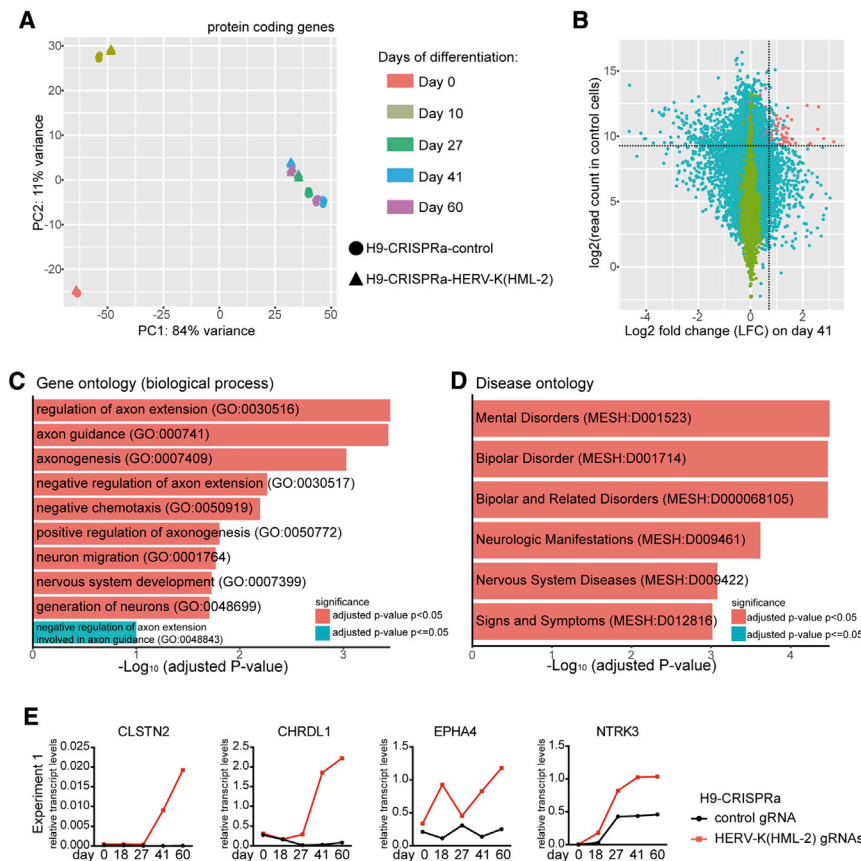 A
protein coding genes
PC2: 11% variance
30
20
10
0
-10
-20
-50
-25
0
25
50
PC1: 84% variance
Days of differentiation:
Day 0
Day 10
Day 27
Day 41
Day 60
H9-CRISPRa-control
H9-CRISPRa-HERV-K(HML-2)
B
log2(read count in control cells)
15
10
5
0
-4
-2
0
2
Log2 fold change (LFC) on day 41
C Gene ontology (biological process)
regulation of axon extension (GO:0030516)
axon guidance (GO:000741)
axonogenesis (GO:0007409)
negative regulation of axon extension (GO:0030517)
negative chemotaxis (GO:0050919)
positive regulation of axonogenesis (GO:0050772)
neuron migration (GO:0001764)
nervous system development (GO:0007399)
generation of neurons (GO:0048699)
negative regulation of axon extension
involved in axon guidance (GO:0048843)
significance
adjusted p-value p<0.05
adjusted p-value p<=0.05
0 1 2 3
-Log10 (adjusted P-value)
D Disease ontology
Mental Disorders (MESH:D001523)
Bipolar Disorder (MESH:D001714)
Bipolar and Related Disorders (MESH:D000068105)
Neurologic Manifestations (MESH:D009461)
Nervous System Diseases (MESH:D009422)
Signs and Symptoms (MESH:D012816)
significance
adjusted p-value p<0.05
adjusted p-value p<=0.05
0 1 2 3 4
-Log10 (adjusted P-value)
E
Experiment 1
CLSTN2
relative transcript levels
0.025
0.020
0.015
0.010
0.005
0.000
day 0 18 27 41 60
CHRDL1
relative transcript levels
2.5
2.0
1.5
1.0
0.5
0.0
day 0 18 27 41 60
EPHA4
relative transcript levels
1.5
1.0
0.5
0.0
day 0 18 27 41 60
NTRK3
relative transcript levels
1.5
1.0
0.5
0.0
day 0 18 27 41 60
H9-CRISPRa
control gRNA
HERV-K(HML-2) gRNAs